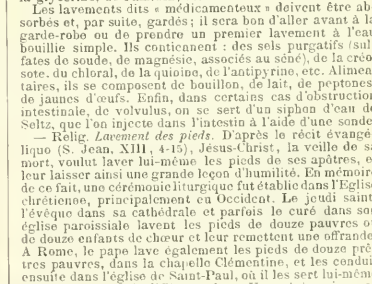 Les lavements dits « médicamenteux » doivent être ab
sorbés et, par suite, gardés ; il sera bon d'aller avant à la
garde-robe ou de prendre un premier lavement à l'eau
bouillie simple. Ils contiennent : des sels purgatifs (sul
fates de soude, de magnésie, associés au séné), de la créo
sote, du chloral, de la quinine, de l'antipyrine, etc. Alimen
taires, ils se composent de bouillon, de lait, de peptones
de jaunes d'œufs. Enfin, dans certains cas d'obstruction
intestinale, de volvulus, on se sert d'un siphon d'eau de
Seltz, que l'on injecte dans l'intestin à l'aide d'une sonde
— Relig. Lavement des pieds. D'après le récit évangé
lique (S. Jean, XIII, 4-15), Jésus-Christ, la veille de sa
mort, voulut laver lui-même les pieds de ses apôtres, et
leur laisser ainsi une grande leçon d'humilité. En mémoire
de ce fait, une cérémonie liturgique fut établie dans l'Eglise
chrétienne, principalement en Occident. Le jeudi saint
l'évêque dans sa cathédrale et parfois le curé dans son
église paroissiale lavent les pieds de douze pauvres ou
de douze enfants de chœur et leur remettent une offrande
A Rome, le pape lave également les pieds de douze prê
tres pauvres, dans la chapelle Clémentine, et les conduit
ensuite dans l'église de Saint-Paul, où il les sert lui-mêm